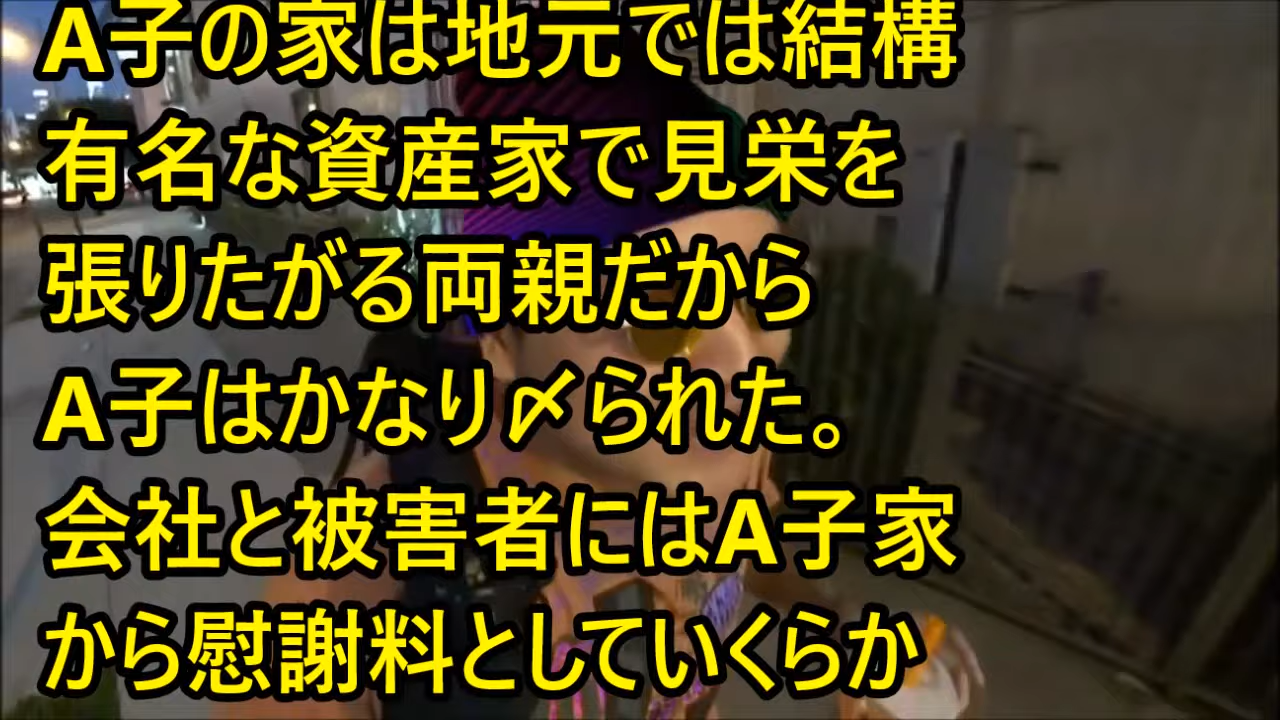 A子の家は地元では結構
有名な資産家で見栄を
張りたがる両親だから
A子はかなり〆られた。
会社と被害者にはA子家
から慰謝料としていくらか